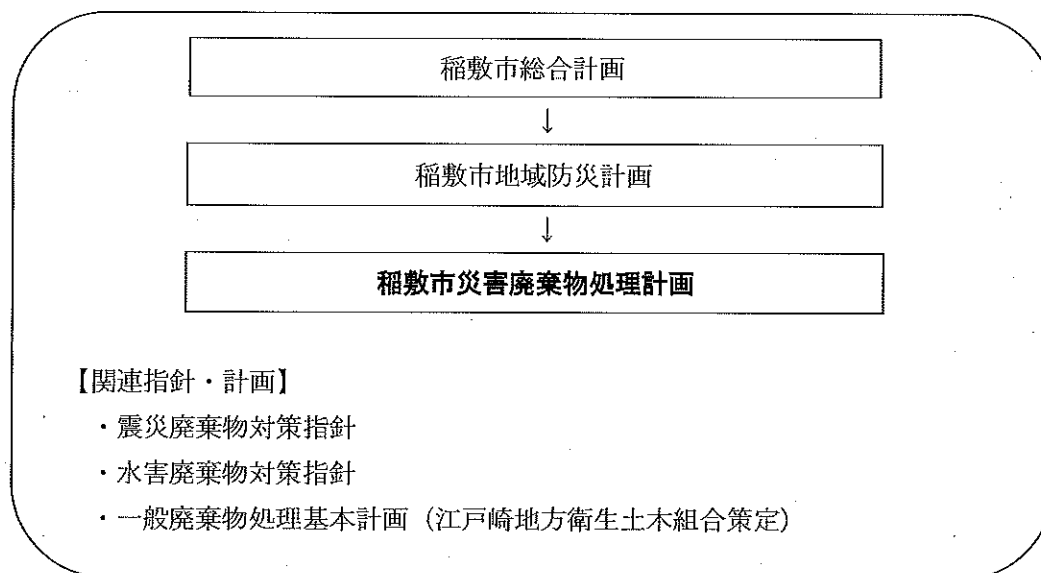 稲敷市総合計画
↓
稲敷市地域防災計画
↓
稲敷市災害廃棄物処理計画
【関連指針・計画】
・震災廃棄物対策指針
・水害廃棄物対策指針
・一般廃棄物処理基本計画（江戸崎地方衛生土木組合策定）